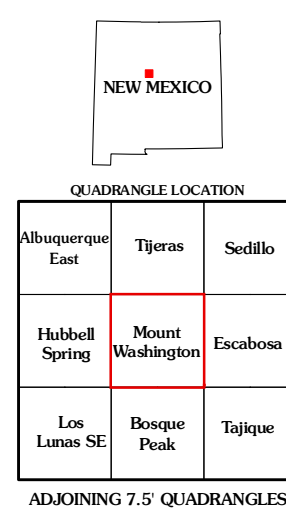 NEW MEXICO
QUADRANGLE LOCATION
Albuquerque
East
Tijeras
Sedillo
Hubbell
Spring
Mount
Washington
Escabosa
Los
Lunas SE
Bosque
Peak
Tajique
ADJOINING 7.5' QUADRANGLES